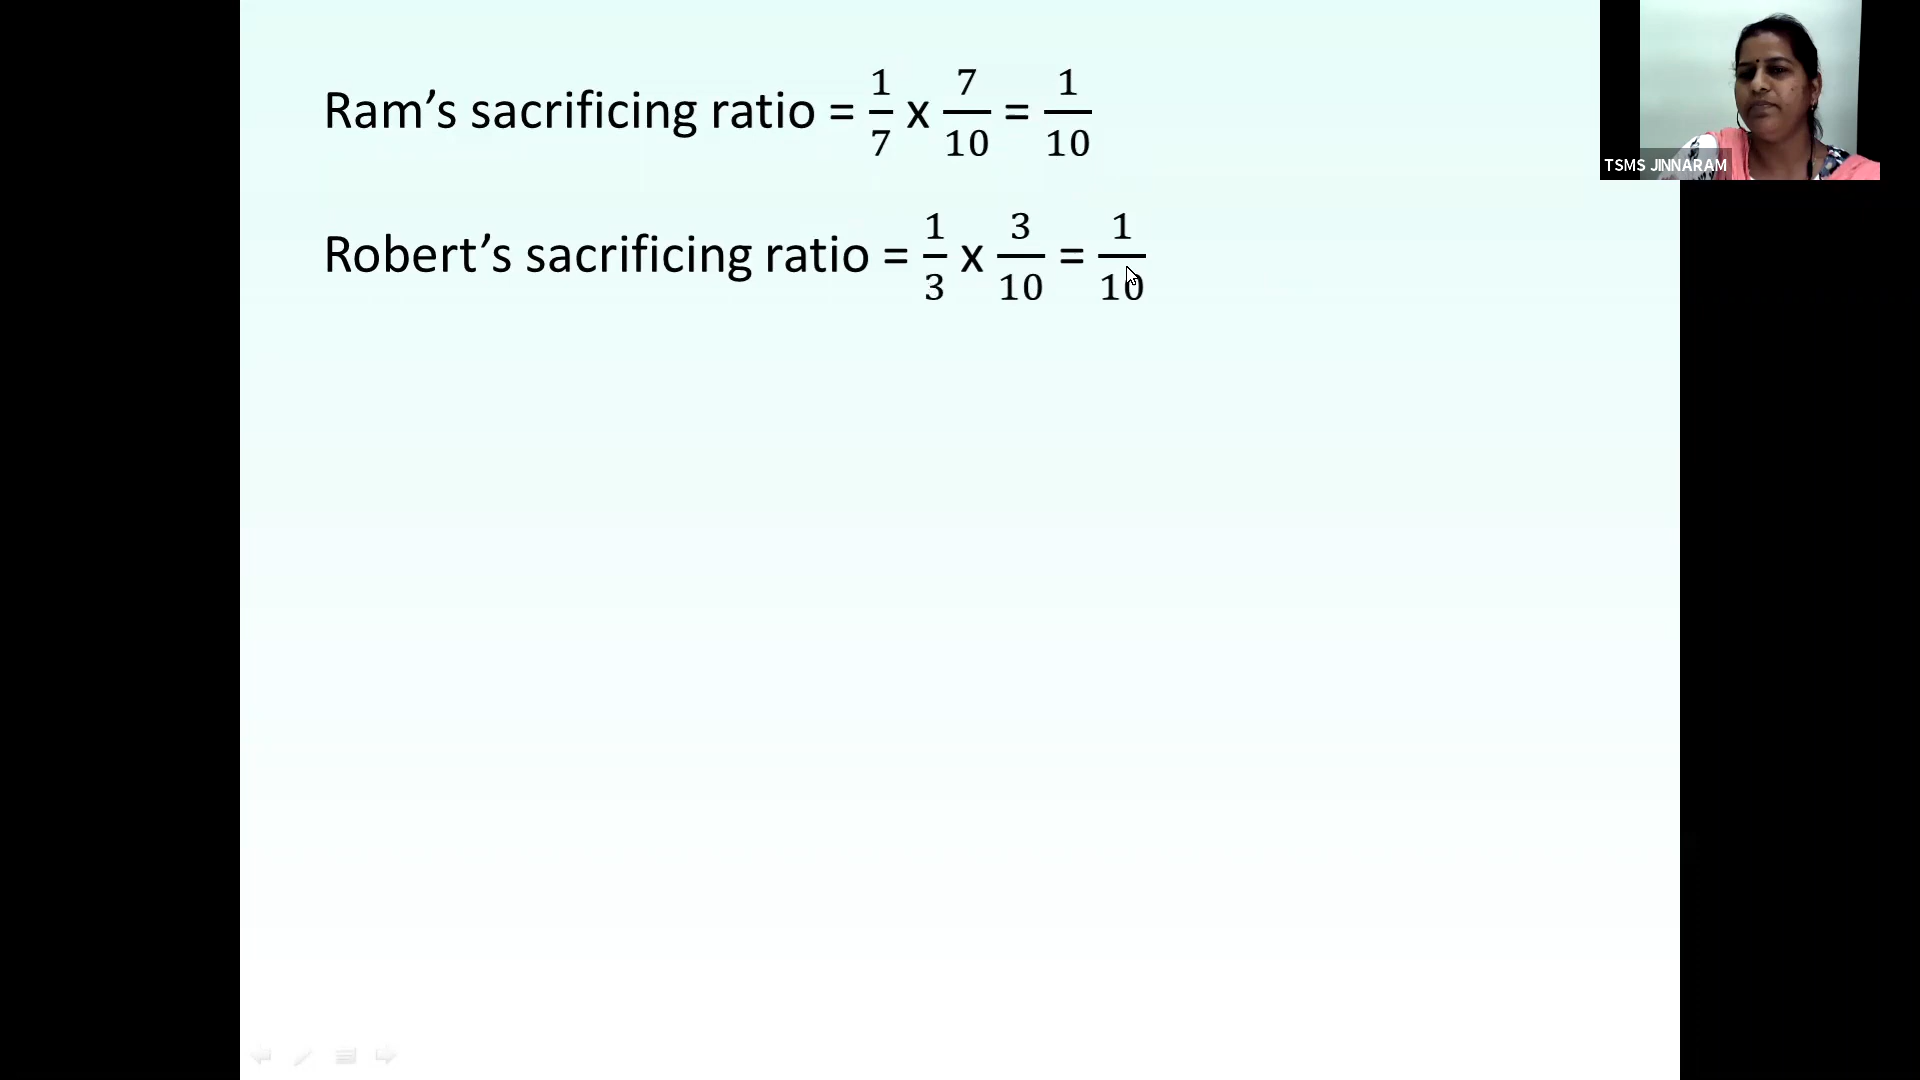 Ram’s sacrificing ratio = 1/7 x 7/10 = 1/10
TSMS JINNARAM
Robert’s sacrificing ratio = 1/3 x 3/10 = 1/10